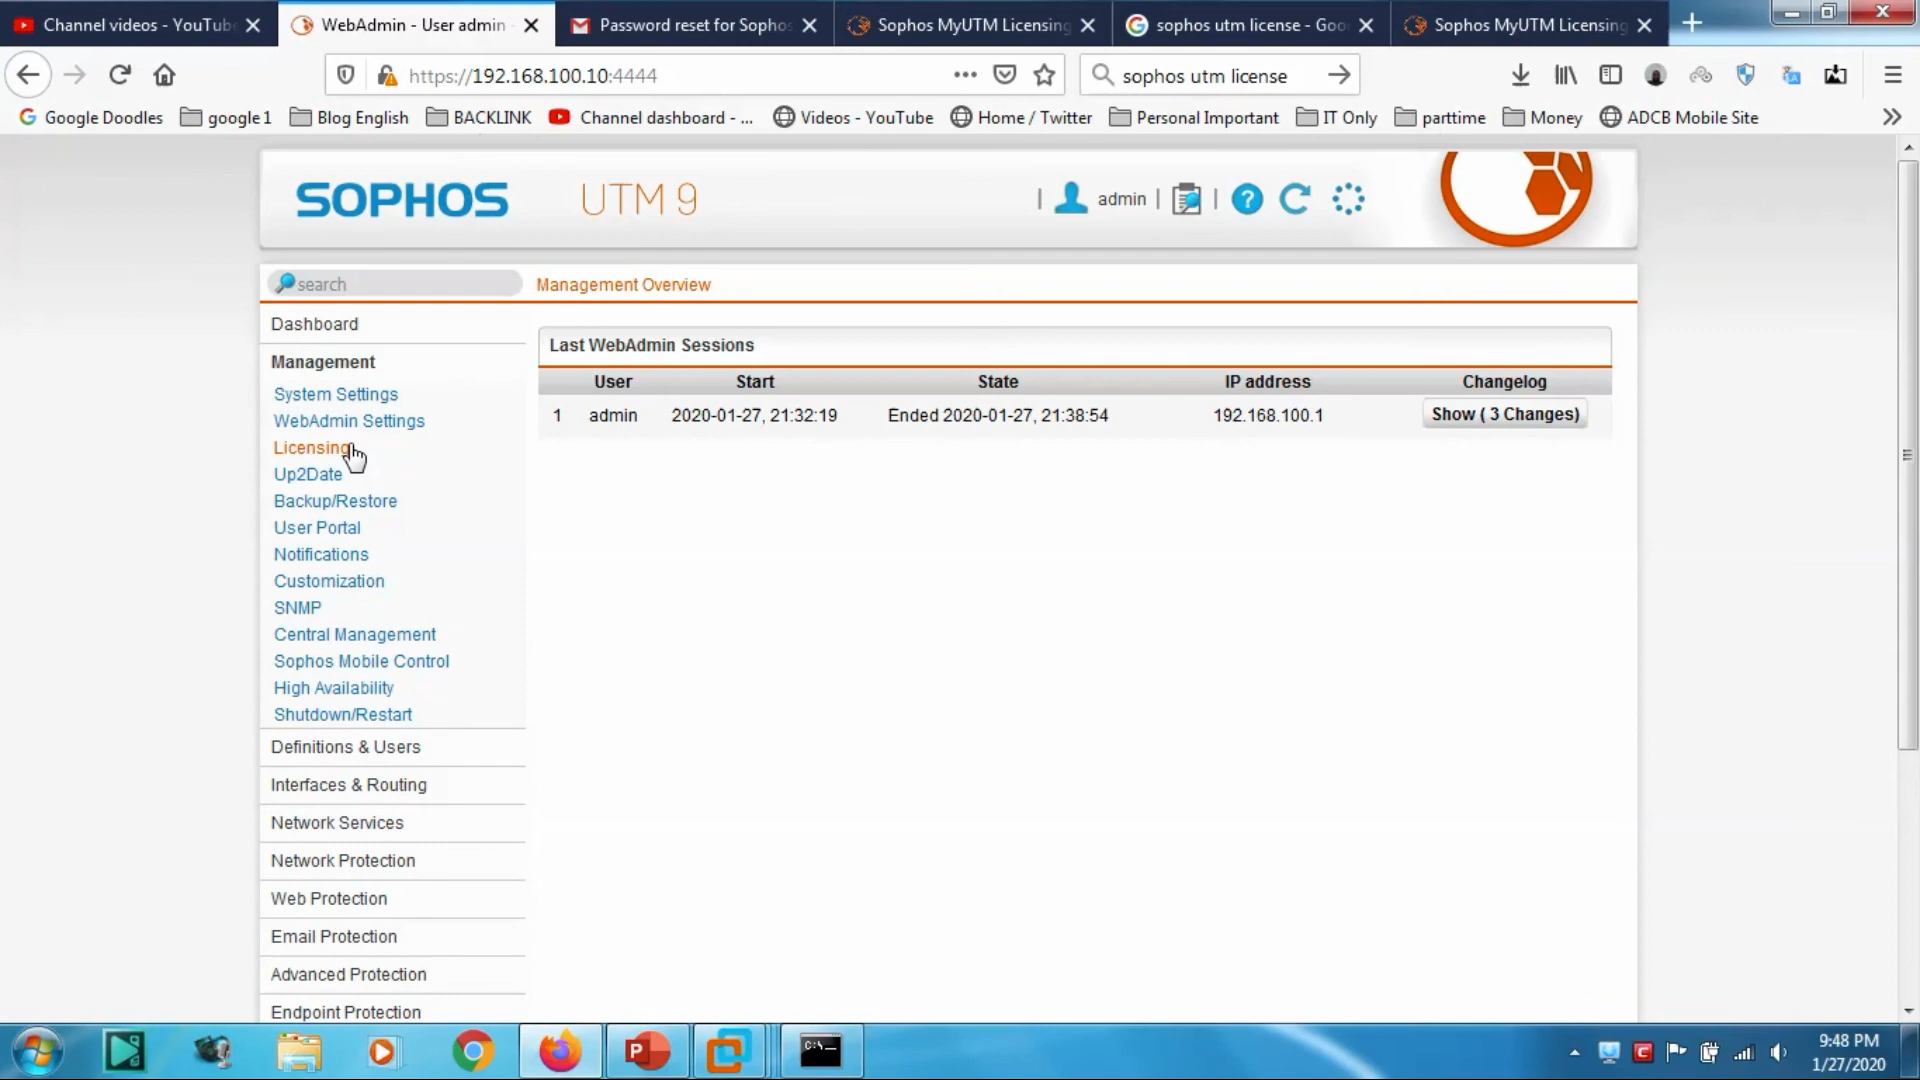 Channel videos - YouTube
WebAdmin - User admin -
Password reset for Sophos
Sophos MyUTM Licensing
sophos utm license - Goo
Sophos MyUTM Licensing
https://192.168.100.10:4444
sophos utm license
Google Doodles
google1
Blog English
BACKLINK
Channel dashboard - ...
Videos - YouTube
Home / Twitter
Personal Important
IT Only
parttime
Money
ADCB Mobile Site
SOPHOS UTM 9
admin
search
Management Overview
Dashboard
Management
System Settings
WebAdmin Settings
Licensing
Up2Date
Backup/Restore
User Portal
Notifications
Customization
SNMP
Central Management
Sophos Mobile Control
High Availability
Shutdown/Restart
Definitions & Users
Interfaces & Routing
Network Services
Network Protection
Web Protection
Email Protection
Advanced Protection
Endpoint Protection
Last WebAdmin Sessions
User Start State IP address Changelog
1 admin 2020-01-27, 21:32:19 Ended 2020-01-27, 21:38:54 192.168.100.1 Show ( 3 Changes)
9:48 PM
1/27/2020